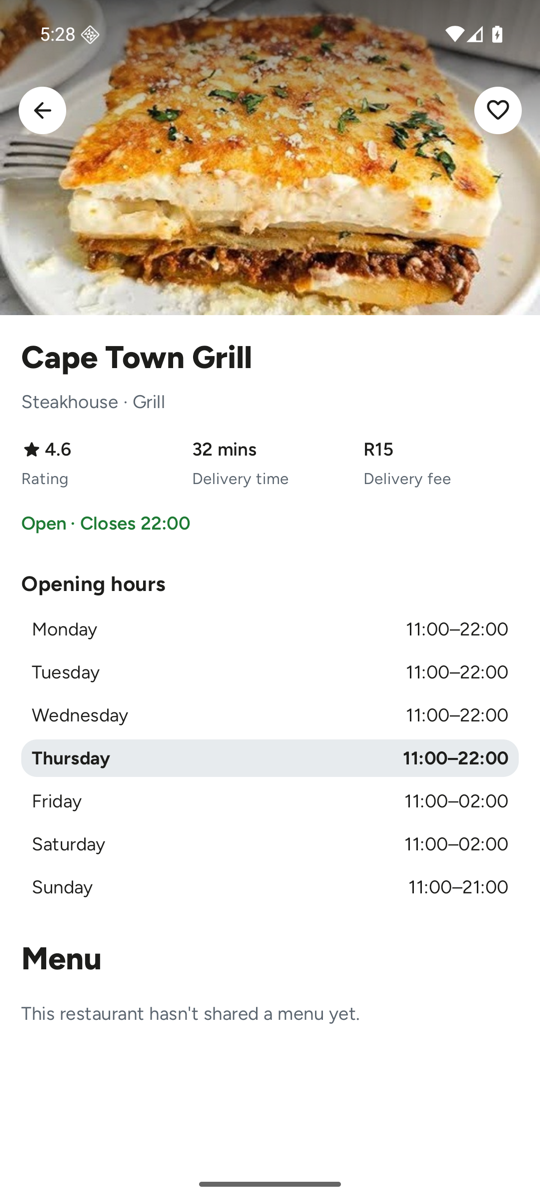 5:28
Cape Town Grill
Steakhouse · Grill
★ 4.6 32 mins R15
Rating Delivery time Delivery fee
Open · Closes 22:00
Opening hours
Monday 11:00–22:00
Tuesday 11:00–22:00
Wednesday 11:00–22:00
Thursday 11:00–22:00
Friday 11:00–02:00
Saturday 11:00–02:00
Sunday 11:00–21:00
Menu
This restaurant hasn't shared a menu yet.